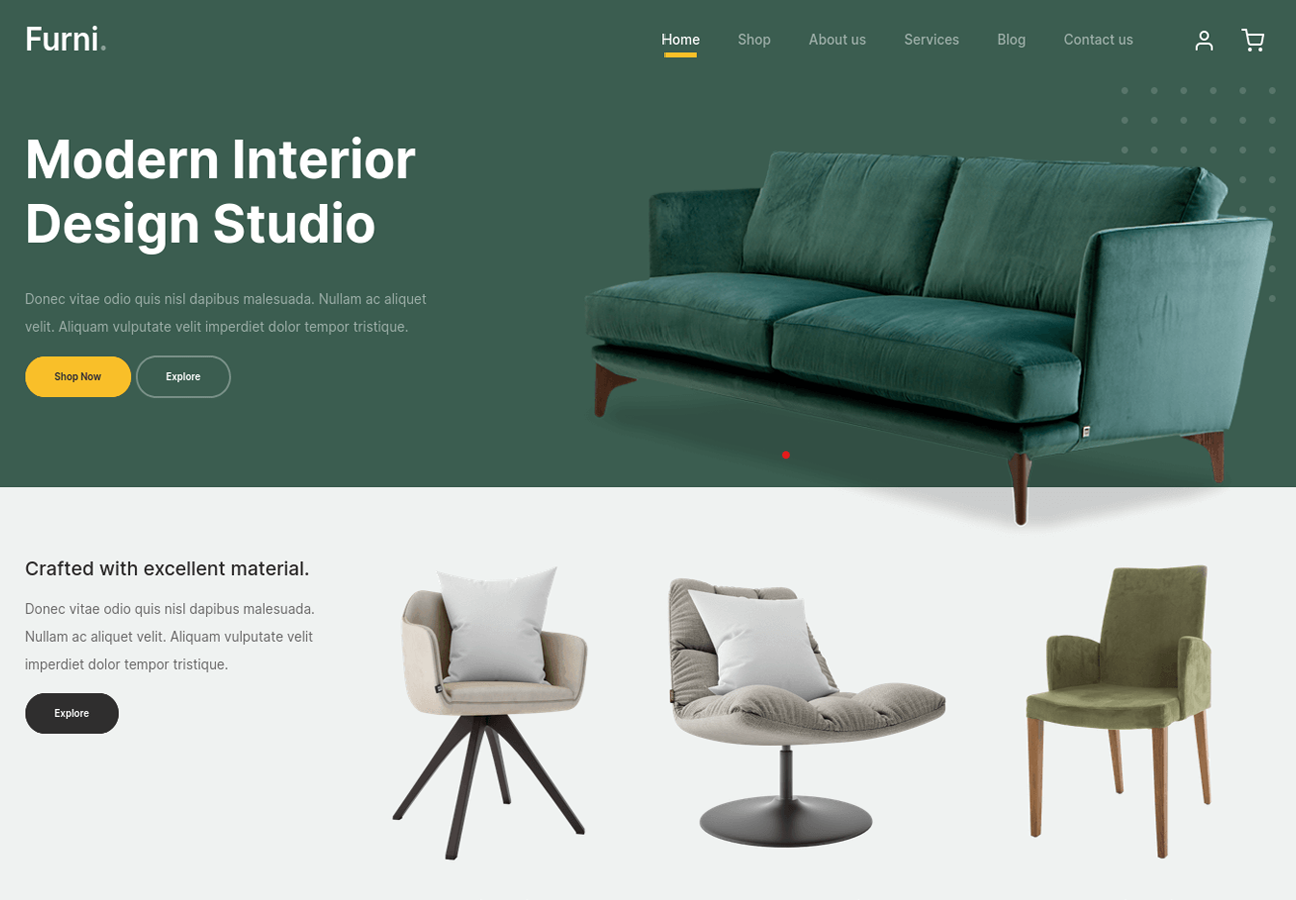 Furni.
Home
Shop
About us
Services
Blog
Contact us
Modern Interior
Design Studio
Donec vitae odio quis nisl dapibus malesuada. Nullam ac aliquet
velit. Aliquam vulputate velit imperdiet dolor tempor tristique.
Shop Now
Explore
Crafted with excellent material.
Donec vitae odio quis nisl dapibus malesuada.
Nullam ac aliquet velit. Aliquam vulputate velit
imperdiet dolor tempor tristique.
Explore